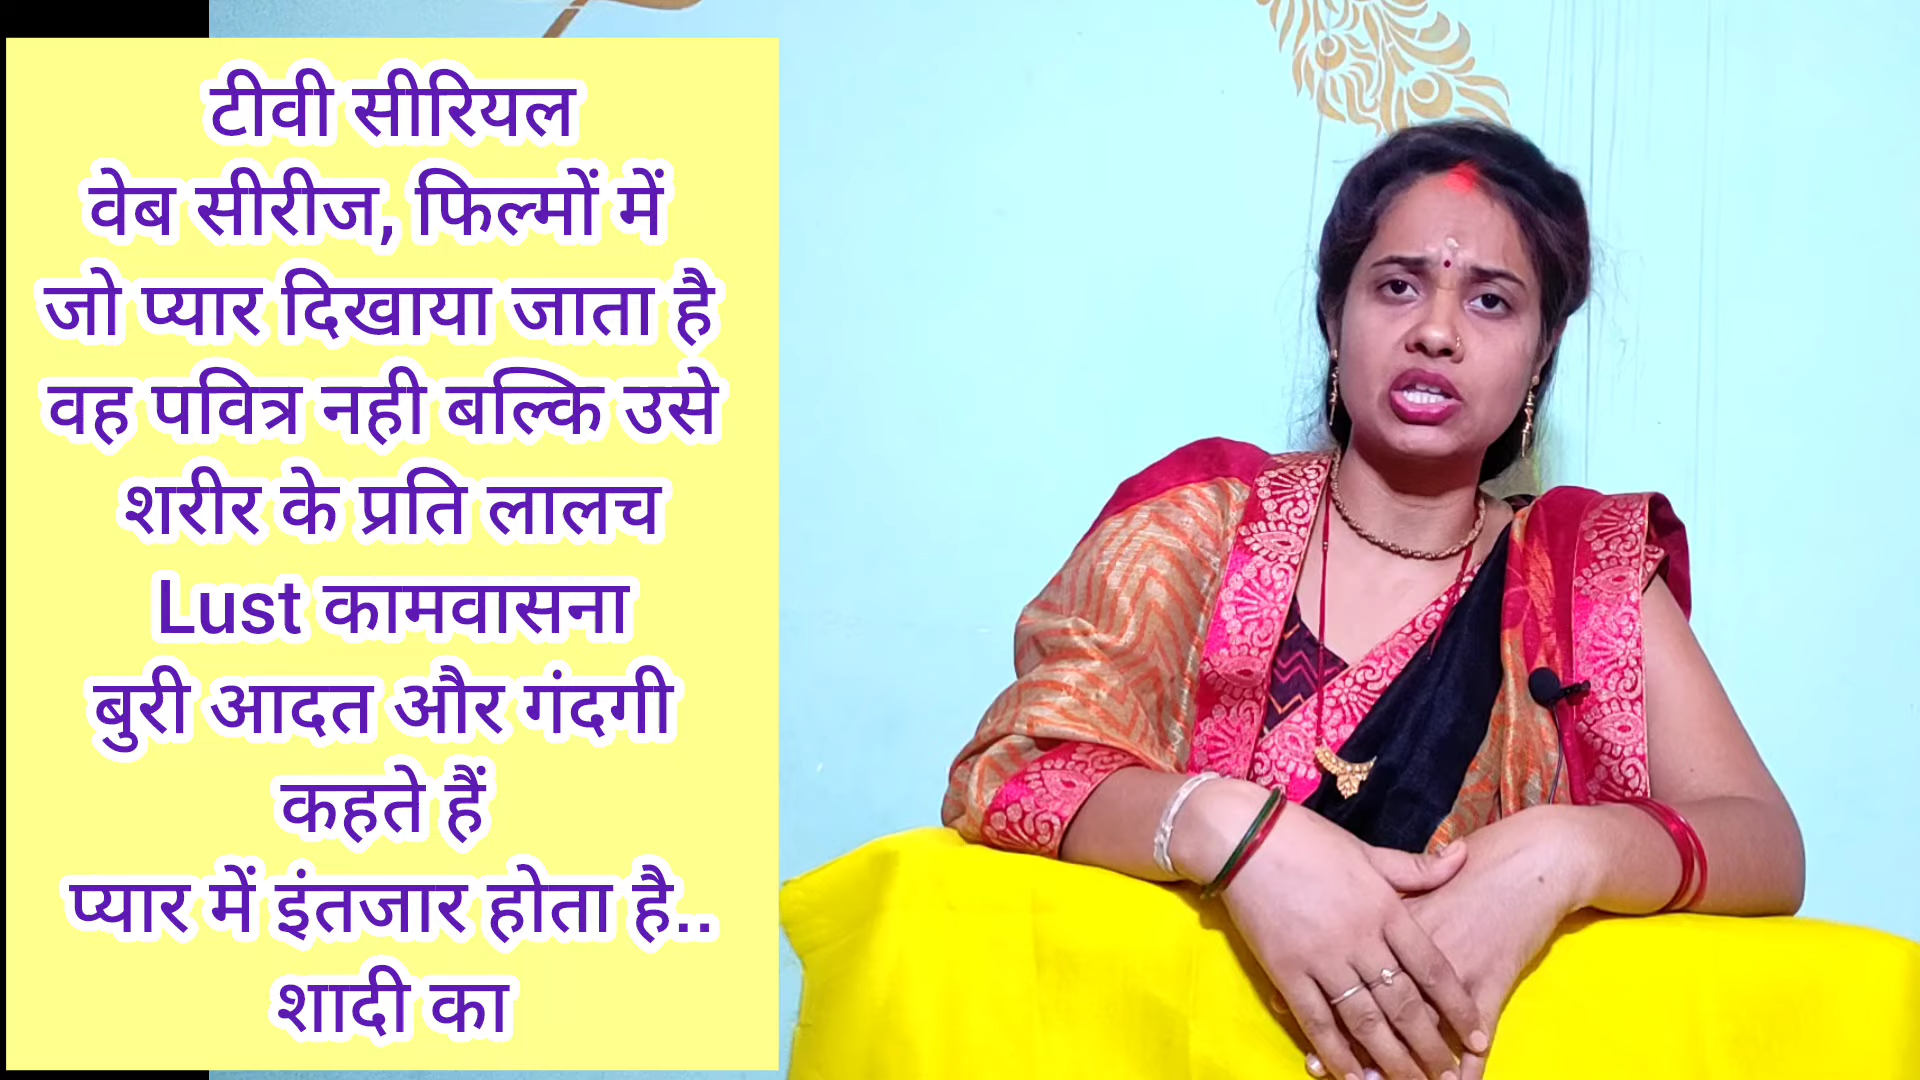 टीवी सीरियल
वेब सीरीज, फिल्मों में
जो प्यार दिखाया जाता है
वह पवित्र नही बल्कि उसे
शरीर के प्रति लालच
Lust कामवासना
बुरी आदत और गंदगी
कहते हैं
प्यार में इंतजार होता है..
शादी का